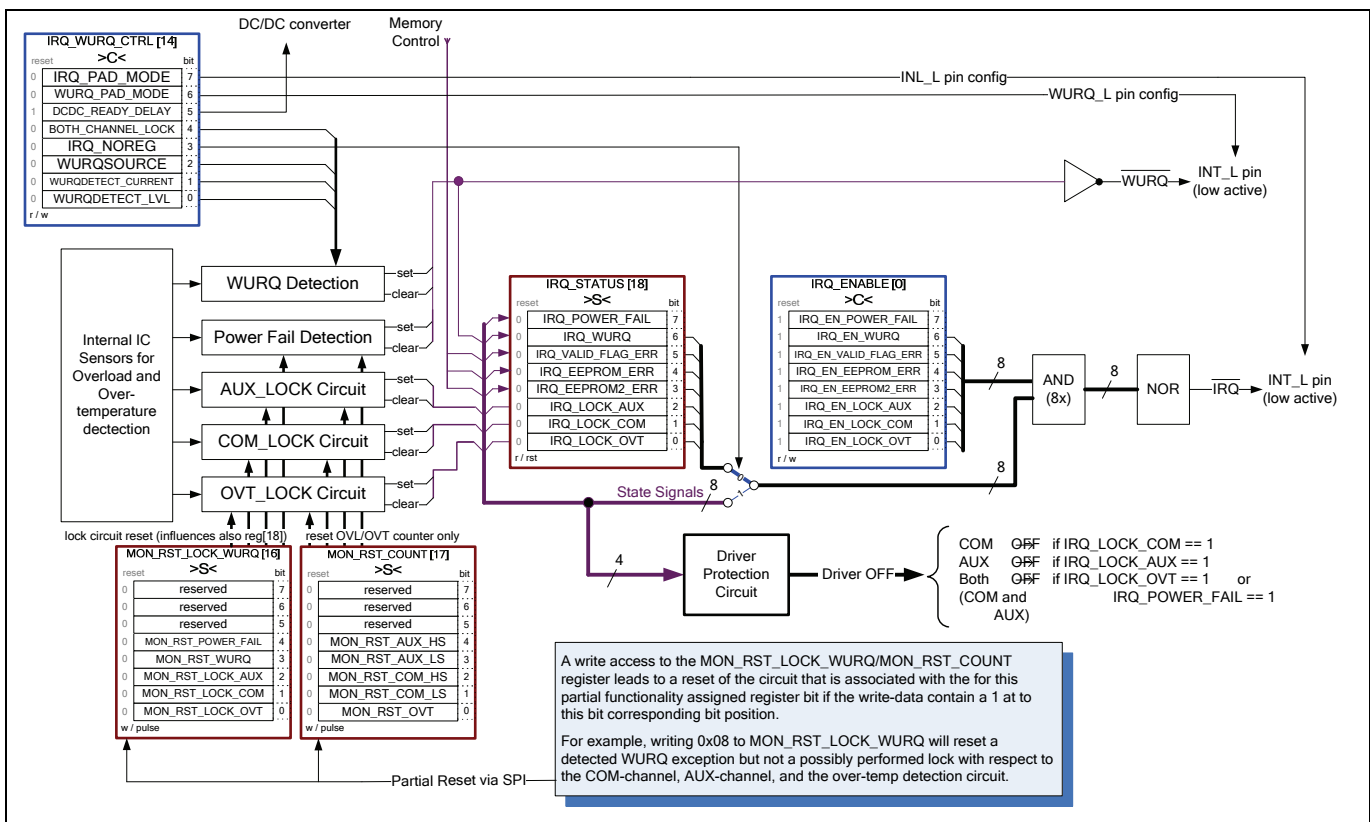 DC/DC converter
Memory
Control
IRQ_WURQ_CTRL [14]
reset >C< bit
0 IRQ_PAD_MODE 7
0 WURQ_PAD_MODE 6
1 DCDC_READY_DELAY 5
0 BOTH_CHANNEL_LOCK 4
0 IRQ_NOREG 3
0 WURQSOURCE 2
0 WURQDETECT_CURRENT 1
0 WURQDETECT_LVL 0
r / w
INL_L pin config
WURQ_L pin config
WURQ
INT_L pin
(low active)
Internal IC
Sensors for
Overload and
Over-
temperature
dectection
WURQ Detection
set
clear
Power Fail Detection
set
clear
AUX_LOCK Circuit
set
clear
COM_LOCK Circuit
set
clear
OVT_LOCK Circuit
set
clear
IRQ_STATUS [18]
reset >S< bit
0 IRQ_POWER_FAIL 7
0 IRQ_WURQ 6
0 IRQ_VALID_FLAG_ERR 5
0 IRQ_EEPROM_ERR 4
0 IRQ_EEPROM2_ERR 3
0 IRQ_LOCK_AUX 2
0 IRQ_LOCK_COM 1
0 IRQ_LOCK_OVT 0
r / rst
IRQ_ENABLE [0]
reset >C< bit
1 IRQ_EN_POWER_FAIL 7
1 IRQ_EN_WURQ 6
1 IRQ_EN_VALID_FLAG_ERR 5
1 IRQ_EN_EEPROM_ERR 4
1 IRQ_EN_EEPROM2_ERR 3
1 IRQ_EN_LOCK_AUX 2
1 IRQ_EN_LOCK_COM 1
1 IRQ_EN_LOCK_OVT 0
r / w
8
AND
(8x)
8
NOR
IRQ
INT_L pin
(low active)
0
1
State Signals
8
8
lock circuit reset (influences also reg[18])
reset OVL/OVT counter only
MON_RST_LOCK_WURQ [16]
reset >S< bit
0 reserved 7
0 reserved 6
0 reserved 5
0 MON_RST_POWER_FAIL 4
0 MON_RST_WURQ 3
0 MON_RST_LOCK_AUX 2
0 MON_RST_LOCK_COM 1
0 MON_RST_LOCK_OVT 0
w / pulse
MON_RST_COUNT [17]
reset >S< bit
0 reserved 7
0 reserved 6
0 reserved 5
0 MON_RST_AUX_HS 4
0 MON_RST_AUX_LS 3
0 MON_RST_COM_HS 2
0 MON_RST_COM_LS 1
0 MON_RST_OVT 0
w / pulse
4
Driver
Protection
Circuit
Driver OFF
COM OFF if IRQ_LOCK_COM == 1
AUX OFF if IRQ_LOCK_AUX == 1
Both OFF if IRQ_LOCK_OVT == 1 or
(COM and IRQ_POWER_FAIL == 1
AUX)
Partial Reset via SPI
A write access to the MON_RST_LOCK_WURQ/MON_RST_COUNT
register leads to a reset of the circuit that is associated with the for this
partial functionality assigned register bit if the write-data contain a 1 at to
this bit corresponding bit position.
For example, writing 0x08 to MON_RST_LOCK_WURQ will reset a
detected WURQ exception but not a possibly performed lock with respect to
the COM-channel, AUX-channel, and the over-temp detection circuit.